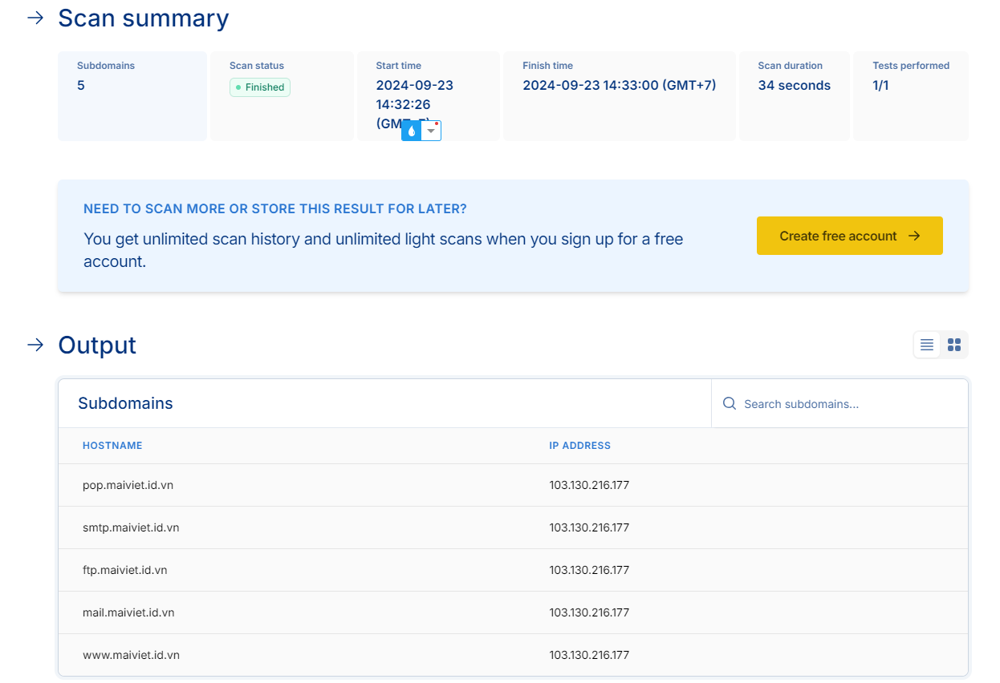 Scan summary
Subdomains
5
Scan status
Finished
Start time
2024-09-23
14:32:26
Finish time
2024-09-23 14:33:00 (GMT+7)
Scan duration
34 seconds
Tests performed
1/1
NEED TO SCAN MORE OR STORE THIS RESULT FOR LATER?
You get unlimited scan history and unlimited light scans when you sign up for a free
account.
Create free account
Output
Subdomains
Search subdomains...
HOSTNAME IP ADDRESS
pop.maiviet.id.vn 103.130.216.177
smtp.maiviet.id.vn 103.130.216.177
ftp.maiviet.id.vn 103.130.216.177
mail.maiviet.id.vn 103.130.216.177
www.maiviet.id.vn 103.130.216.177